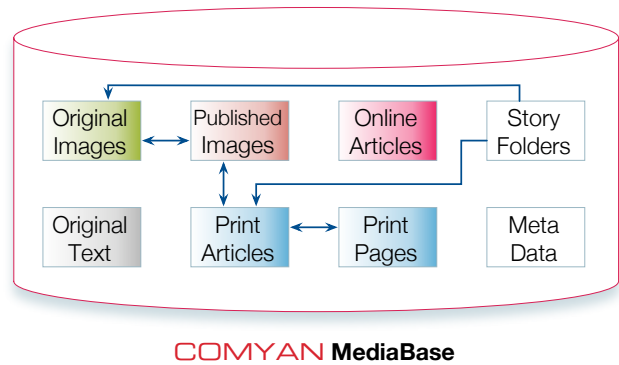 Original
Images
Published
Images
Online
Articles
Story
Folders
Original
Text
Print
Articles
Print
Pages
Meta
Data
COMYAN MediaBase